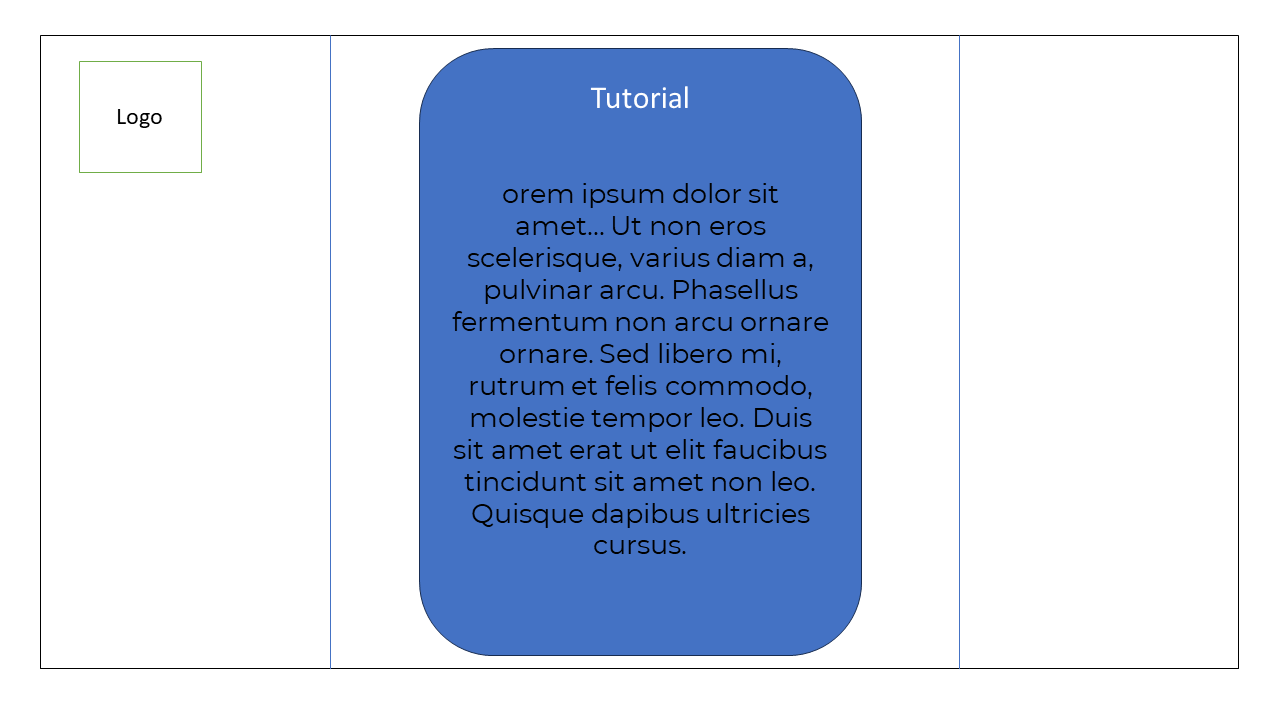 Logo
Tutorial
orem ipsum dolor sit
amet... Ut non eros
scelerisque, varius diam a,
pulvinar arcu. Phasellus
fermentum non arcu ornare
ornare. Sed libero mi,
rutrum et felis commodo,
molestie tempor leo. Duis
sit amet erat ut elit faucibus
tincidunt sit amet non leo.
Quisque dapibus ultricies
cursus.